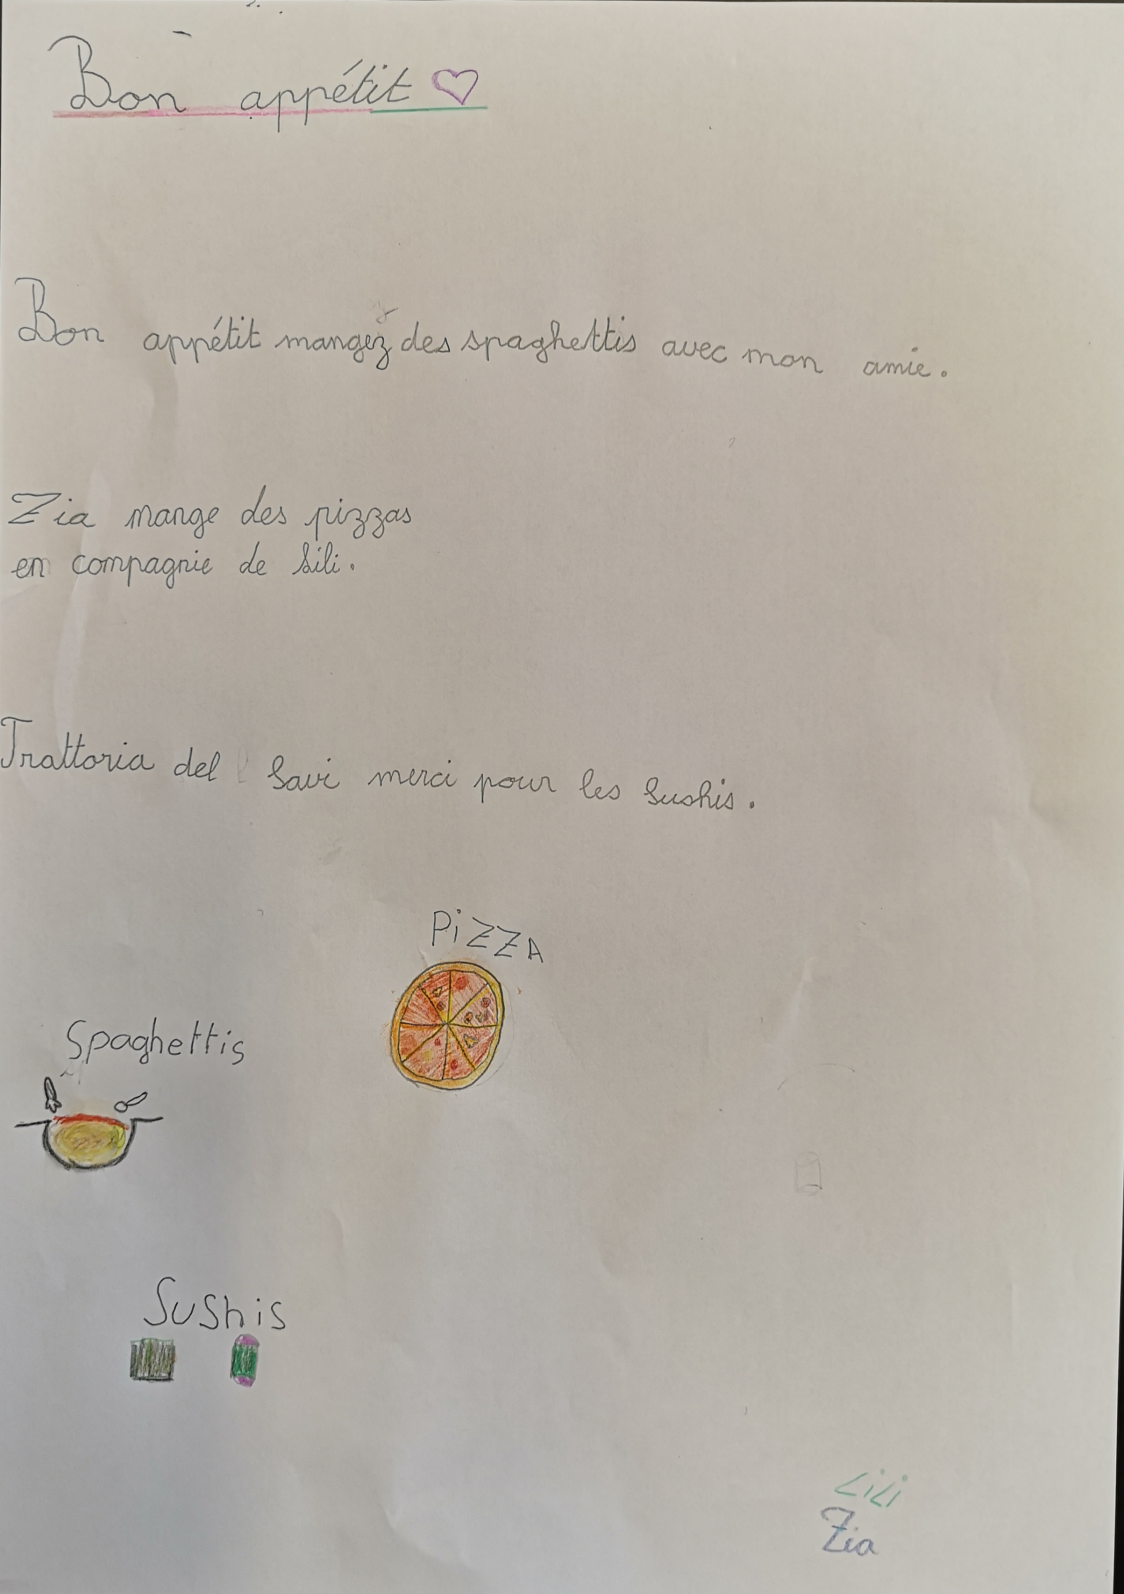 Bon appétit ♡
Bon appétit mangez des spaghettis avec mon amie.
Zia mange des pizzas
en compagnie de Lili.
Trattoria del Savi merci pour les sushis.
PiZZA
Spaghettis
Sushis
LiLi
Zia